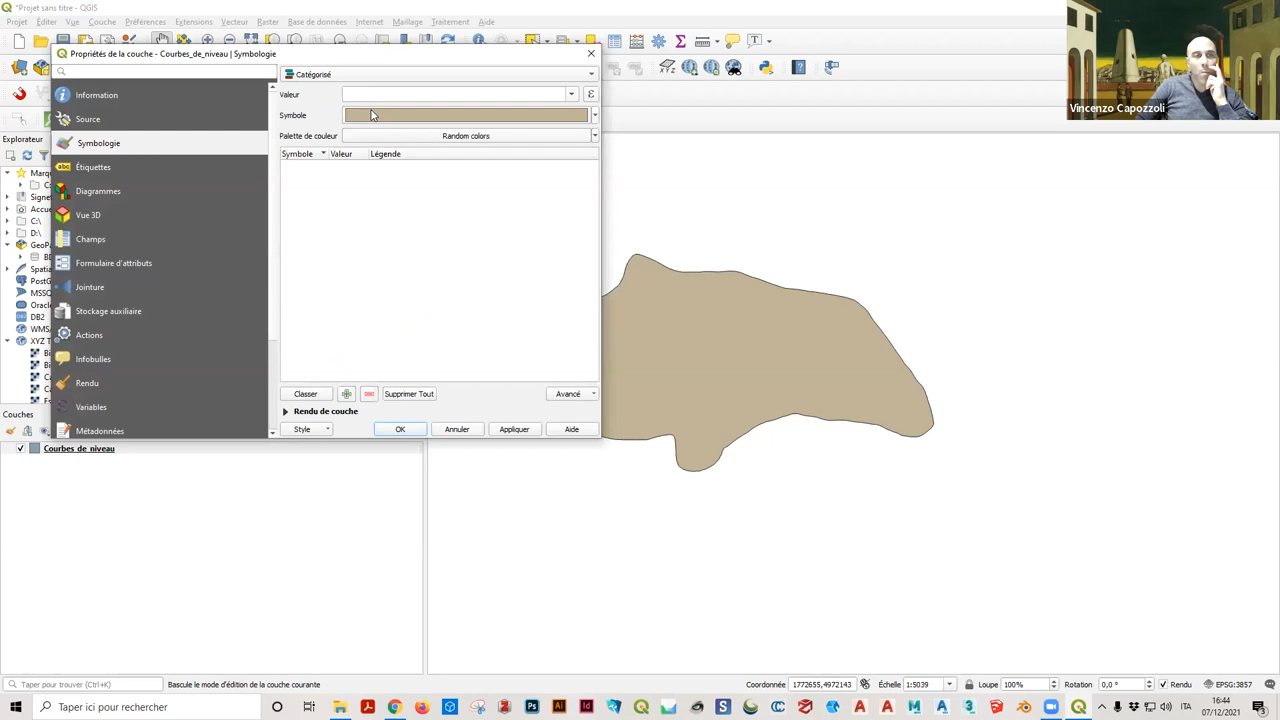 *Projet sans titre - QGIS
Projet Éditer Vue Couche Préférences Extensions Vecteur Raster Base de données Internet Maillage Traitement Aide
Propriétés de la couche - Courbes_de_niveau | Symbologie
Vincenzo Capozzoli
Catégorisé
Information
Valeur
ε
Source
Symbole
Symbologie
Palette de couleur Random colors
Explorateur
Symbole Valeur Légende
Étiquettes
Diagrammes
Vue 3D
Champs
Formulaire d'attributs
Jointure
Stockage auxiliaire
Actions
Infobulles
Rendu
Variables
Métadonnées
C:\
D:\
DB2
Classer Supprimer Tout Avancé
Rendu de couche
Couches
Style OK Annuler Appliquer Aide
Courbes_de_niveau
Taper pour trouver (Ctrl+K) Bascule le mode d'édition de la couche courante Coordonnée 1772655,4972143 Échelle 1:5039 Loupe 100% Rotation 0,0 ° Rendu EPSG:3857
Taper ici pour rechercher
ITA
16:44
07/12/2021